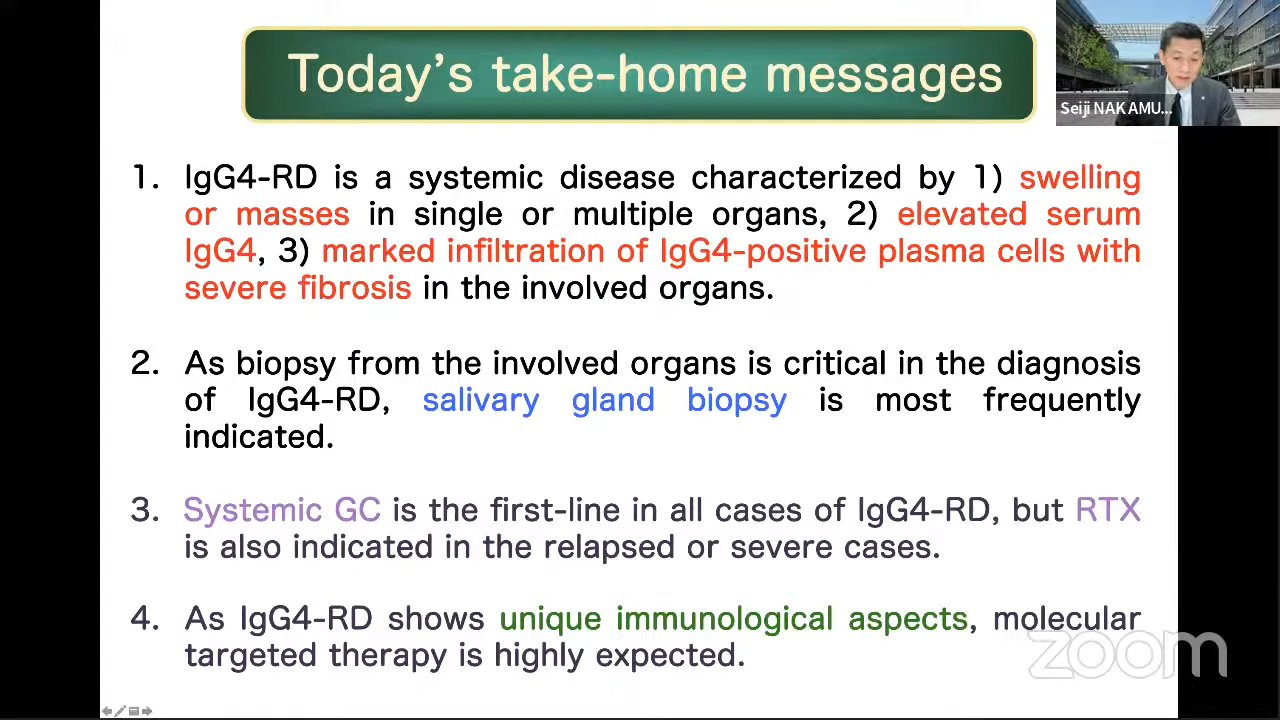 Today's take-home messages
Seiji NAKAMU...
1. IgG4-RD is a systemic disease characterized by 1) swelling
or masses in single or multiple organs, 2) elevated serum
IgG4, 3) marked infiltration of IgG4-positive plasma cells with
severe fibrosis in the involved organs.
2. As biopsy from the involved organs is critical in the diagnosis
of IgG4-RD, salivary gland biopsy is most frequently
indicated.
3. Systemic GC is the first-line in all cases of IgG4-RD, but RTX
is also indicated in the relapsed or severe cases.
4. As IgG4-RD shows unique immunological aspects, molecular
targeted therapy is highly expected.
zoom